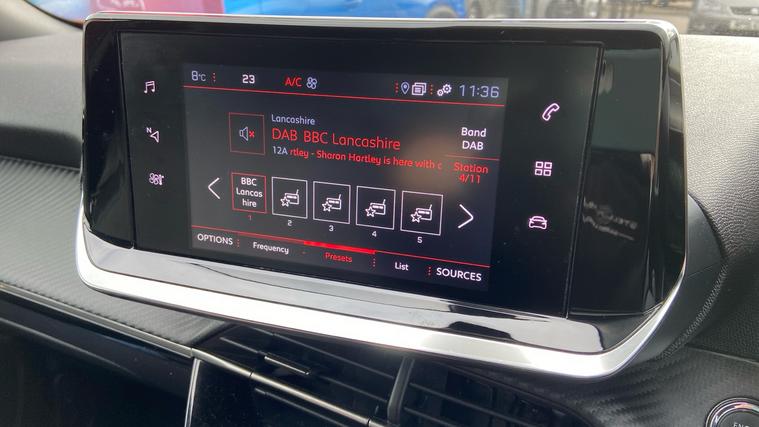 8°C 23 A/C 11:36
Lancashire
DAB BBC Lancashire
Band
DAB
12A rtley - Sharon Hartley is here with c
Station
4/11
BBC
Lancas
hire
1 2 3 4 5
OPTIONS Frequency Presets List SOURCES
N